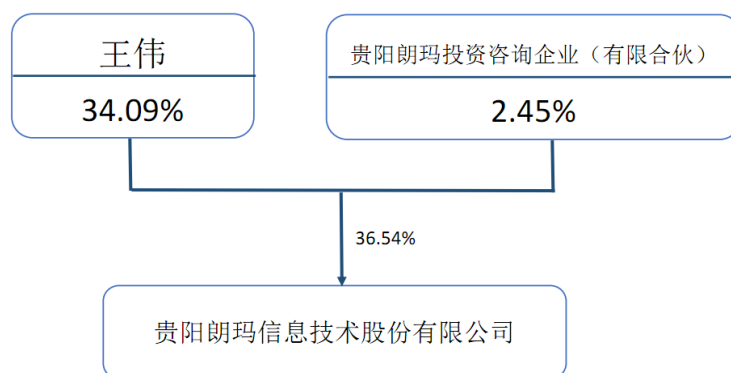 王伟
34.09%
贵阳朗玛投资咨询企业（有限合伙）
2.45%
36.54%
贵阳朗玛信息技术股份有限公司